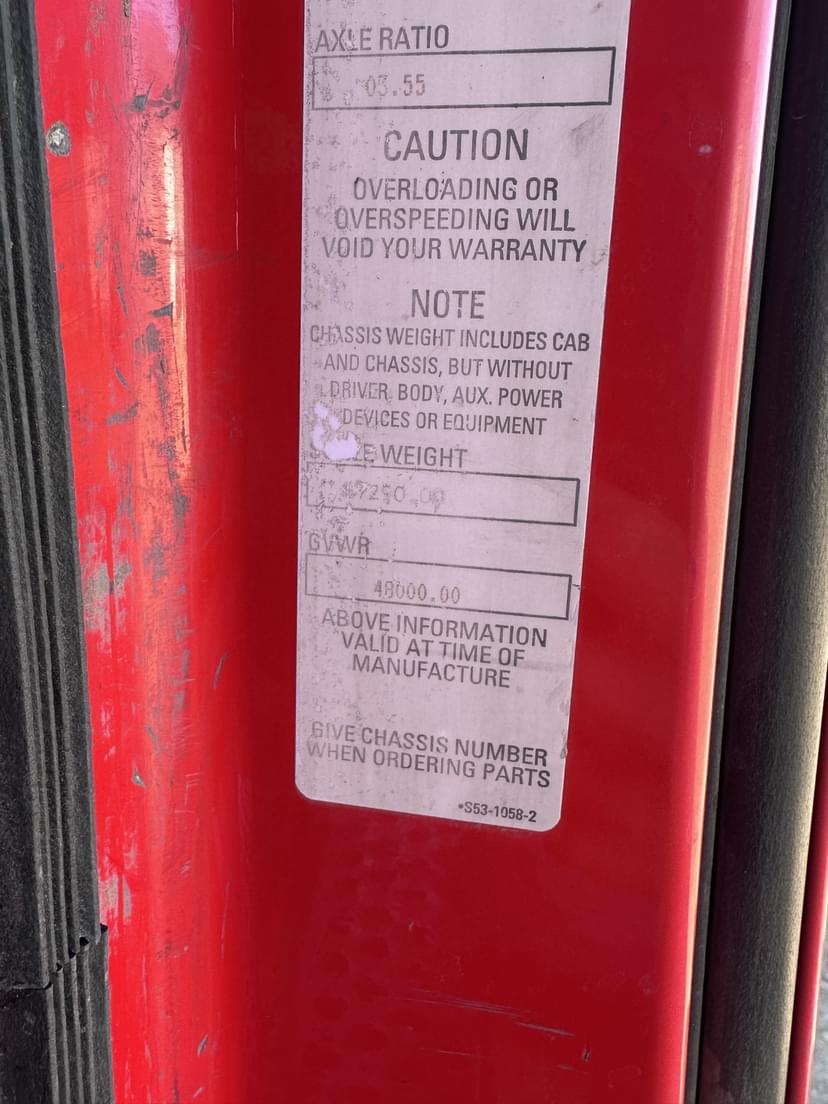 AXLE RATIO
03.55
CAUTION
OVERLOADING OR
OVERSPEEDING WILL
VOID YOUR WARRANTY
NOTE
CHASSIS WEIGHT INCLUDES CAB
AND CHASSIS, BUT WITHOUT
DRIVER, BODY, AUX. POWER
DEVICES OR EQUIPMENT
WEIGHT
GVWR
48000.00
ABOVE INFORMATION
VALID AT TIME OF
MANUFACTURE
GIVE CHASSIS NUMBER
WHEN ORDERING PARTS
*S53-1058-2